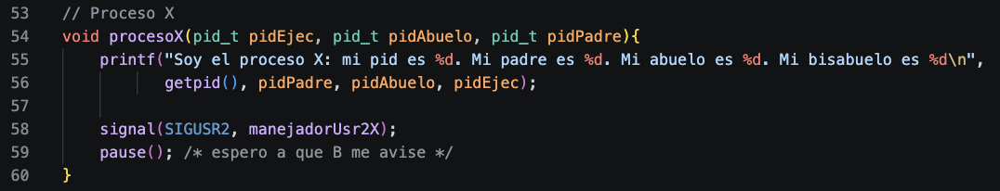 53 // Proceso X
54 void procesoX(pid_t pidEjec, pid_t pidAbuelo, pid_t pidPadre){
55 printf("Soy el proceso X: mi pid es %d. Mi padre es %d. Mi abuelo es %d. Mi bisabuelo es %d\n",
56 getpid(), pidPadre, pidAbuelo, pidEjec);
57
58 signal(SIGUSR2, manejadorUsr2X);
59 pause(); /* espero a que B me avise */
60 }